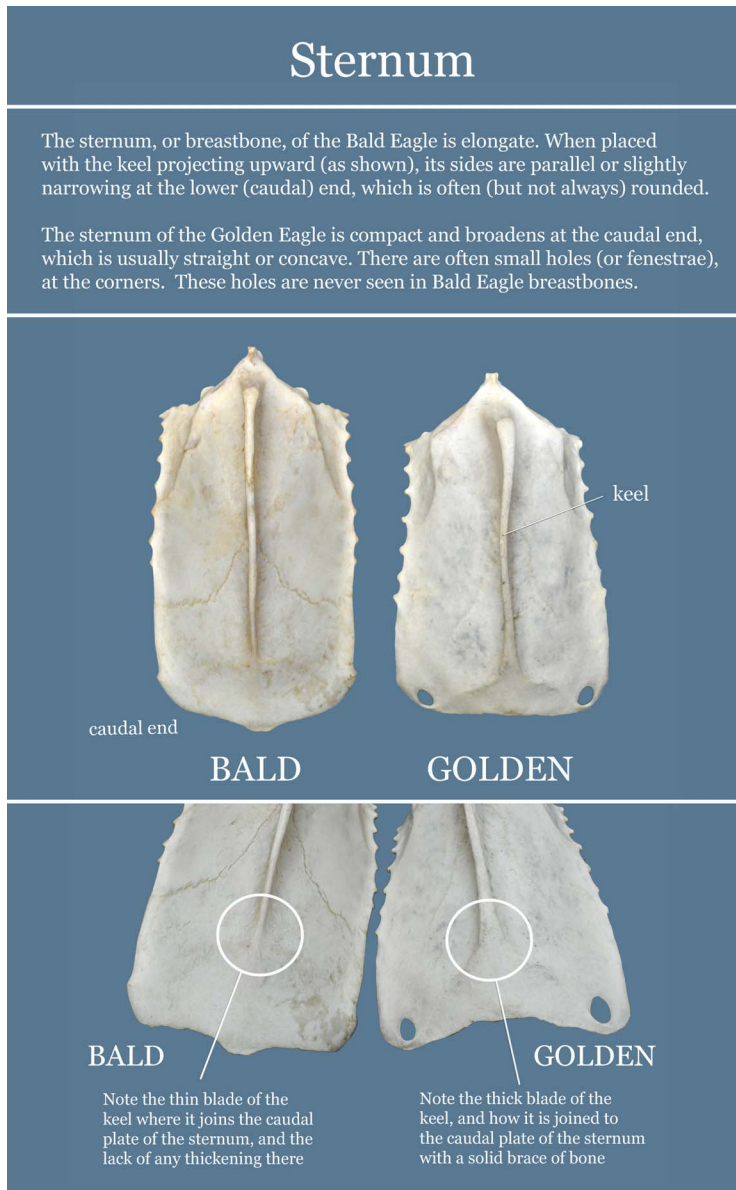 Sternum
The sternum, or breastbone, of the Bald Eagle is elongate. When placed
with the keel projecting upward (as shown), its sides are parallel or slightly
narrowing at the lower (caudal) end, which is often (but not always) rounded.
The sternum of the Golden Eagle is compact and broadens at the caudal end,
which is usually straight or concave. There are often small holes (or fenestrae),
at the corners.  These holes are never seen in Bald Eagle breastbones.
keel
caudal end
BALD
GOLDEN
BALD
Note the thin blade of the
keel where it joins the caudal
plate of the sternum, and the
lack of any thickening there
GOLDEN
Note the thick blade of the
keel, and how it is joined to
the caudal plate of the sternum
with a solid brace of bone